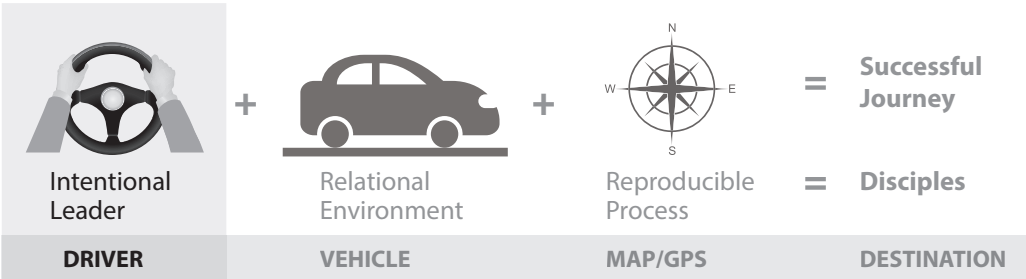 N
W E
S
+ + = Successful
Journey
Intentional
Leader
Relational
Environment
Reproducible
Process
= Disciples
DRIVER VEHICLE MAP/GPS DESTINATION